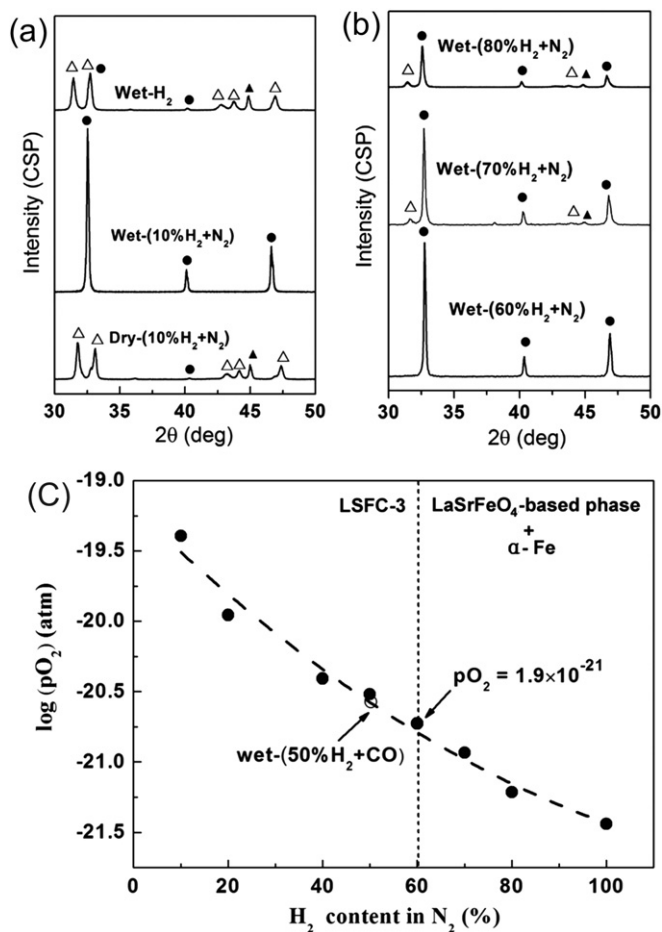 (a)
Wet-H₂
Wet-(10%H₂+N₂)
Dry-(10%H₂+N₂)
Intensity (CSP)
30 35 40 45 50
2θ (deg)
(b)
Wet-(80%H₂+N₂)
Wet-(70%H₂+N₂)
Wet-(60%H₂+N₂)
Intensity (CSP)
30 35 40 45 50
2θ (deg)
(C)
LSFC-3
LaSrFeO₄-based phase
+
α-Fe
pO₂ = 1.9×10⁻²¹
wet-(50%H₂+CO)
log (pO₂) (atm)
-19.0
-19.5
-20.0
-20.5
-21.0
-21.5
0 20 40 60 80 100
H₂ content in N₂ (%)